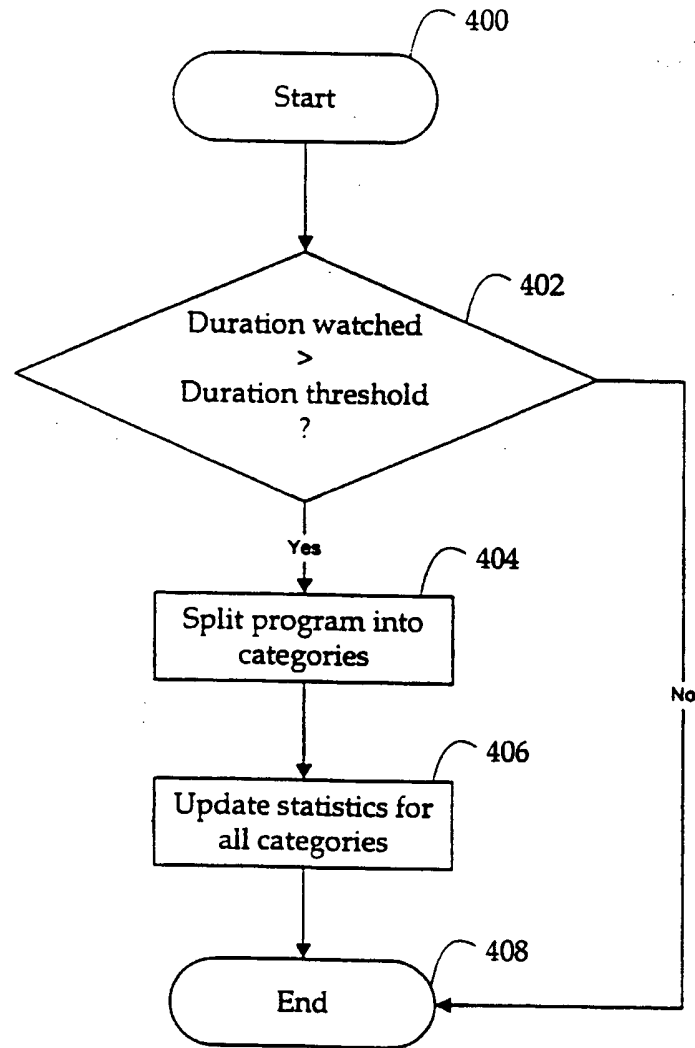 400
Start
402
Duration watched
>
Duration threshold
?
Yes
404
Split program into
categories
No
406
Update statistics for
all categories
408
End